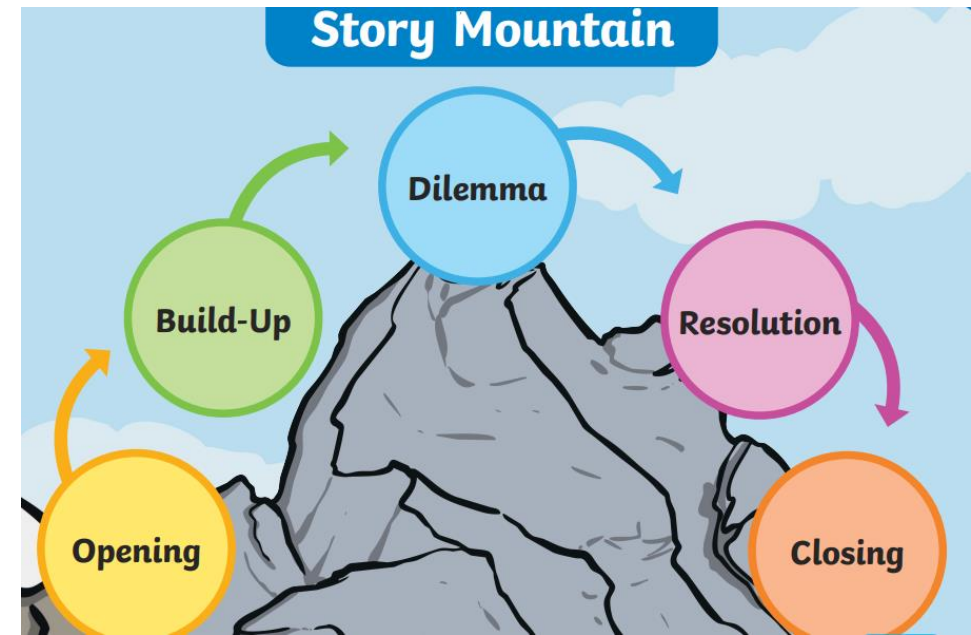 Story Mountain
Dilemma
Build-Up
Resolution
Opening
Closing